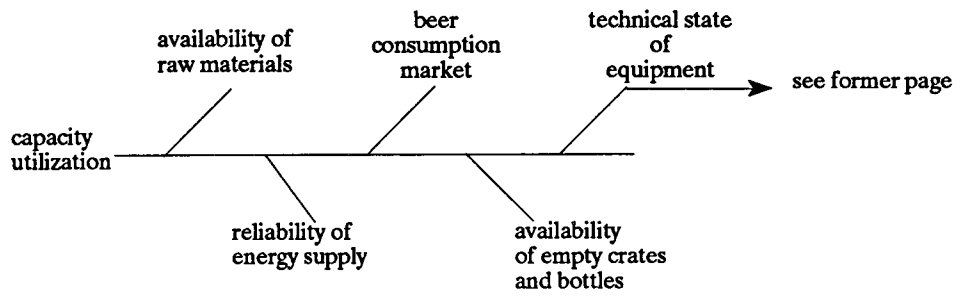 availability of
raw materials
beer
consumption
market
technical state
of
equipment
see former page
capacity
utilization
reliability of
energy supply
availability
of empty crates
and bottles